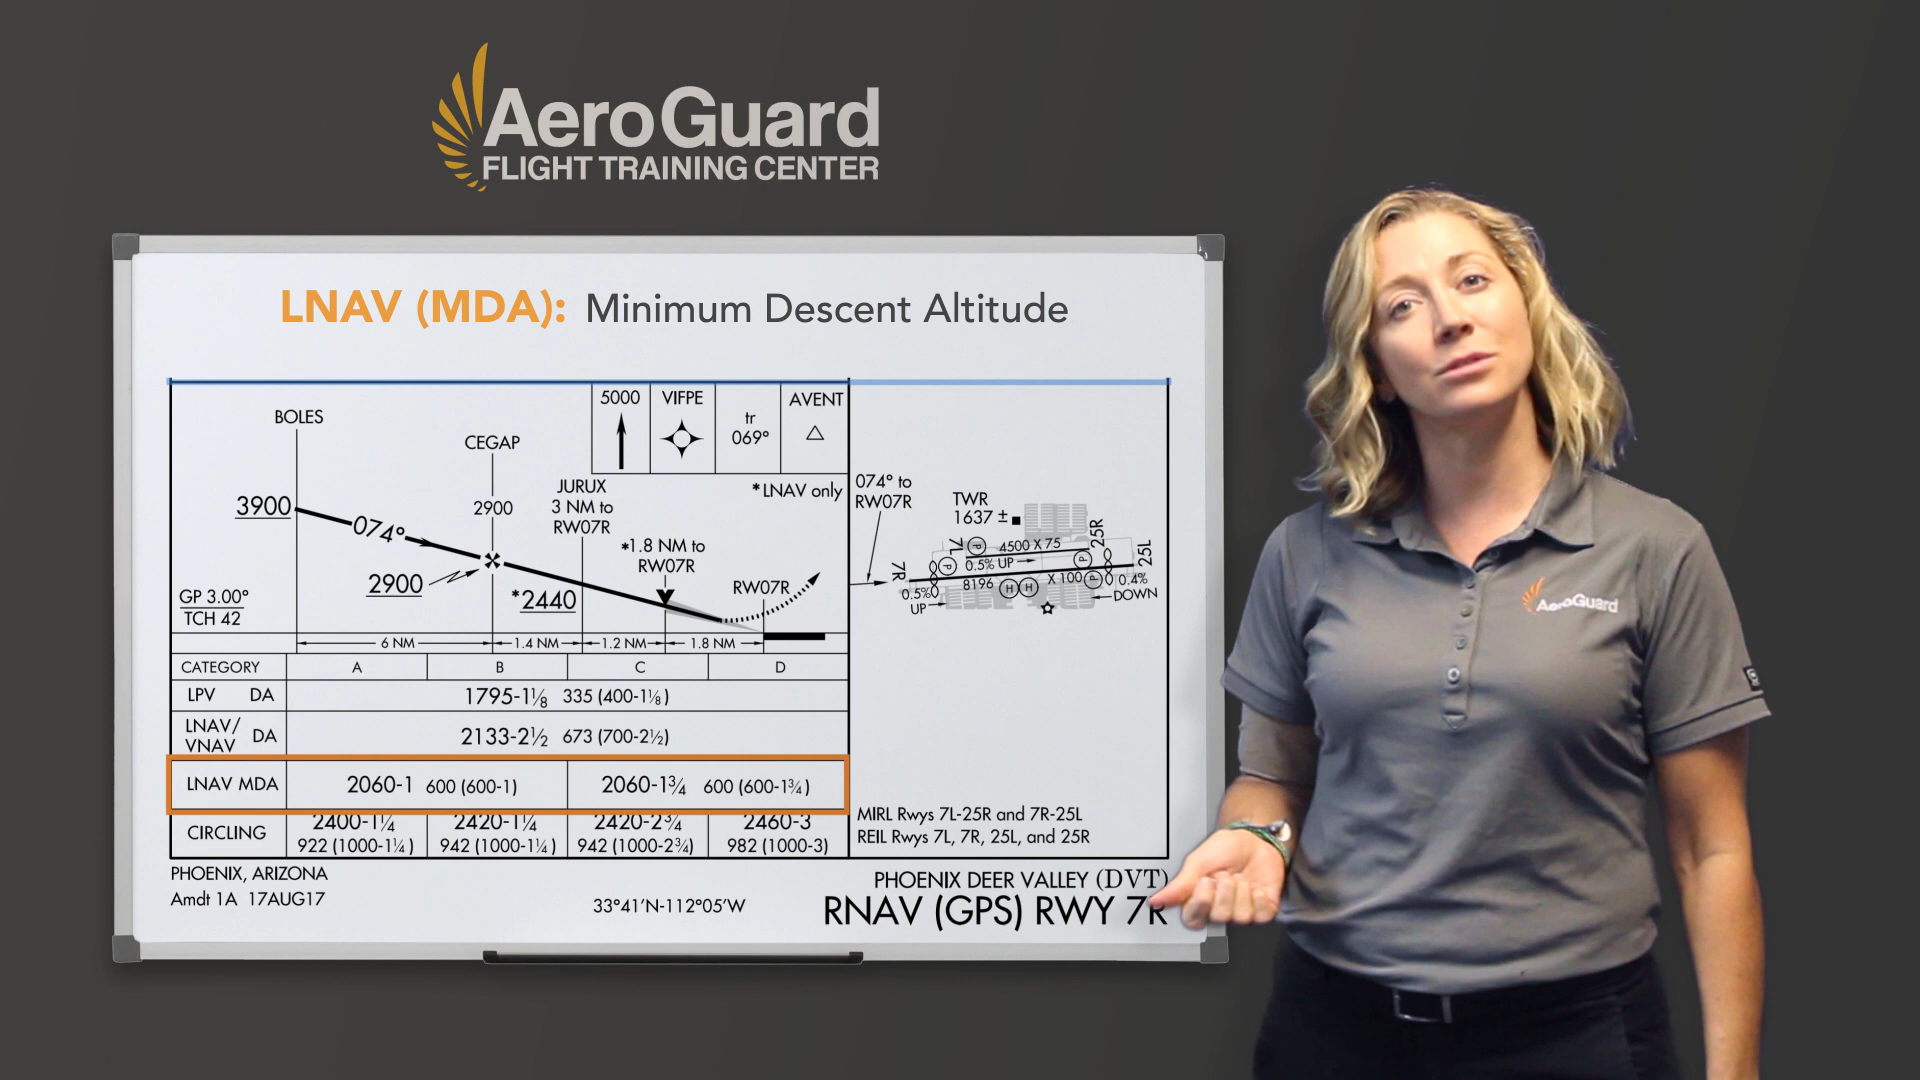 AeroGuard
FLIGHT TRAINING CENTER
LNAV (MDA): Minimum Descent Altitude
BOLES
CEGAP
5000
VIFPE
tr
069°
AVENT
3900
074°
2900
JURUX
3 NM to
RW07R
*LNAV only
*1.8 NM to
RW07R
2900
*2440
RW07R
GP 3.00°
TCH 42
6 NM
1.4 NM
1.2 NM
1.8 NM
074° to
RW07R
TWR
1637 ±
7L
4500 X 75
25R
25L
P
P
P
P
0.5% UP
7R
8196
H
H
X 100
0.4%
DOWN
0.5%
UP
CATEGORY A B C D
LPV DA 1795-1⅛ 335 (400-1⅛)
LNAV/
VNAV DA 2133-2½ 673 (700-2½)
LNAV MDA 2060-1 600 (600-1) 2060-1¾ 600 (600-1¾)
CIRCLING
2400-1¼
922 (1000-1¼)
2420-1¼
942 (1000-1¼)
2420-2¾
942 (1000-2¾)
2460-3
982 (1000-3)
MIRL Rwys 7L-25R and 7R-25L
REIL Rwys 7L, 7R, 25L, and 25R
PHOENIX, ARIZONA
Amdt 1A 17AUG17
33°41'N-112°05'W
PHOENIX DEER VALLEY (DVT)
RNAV (GPS) RWY 7R
AeroGuard